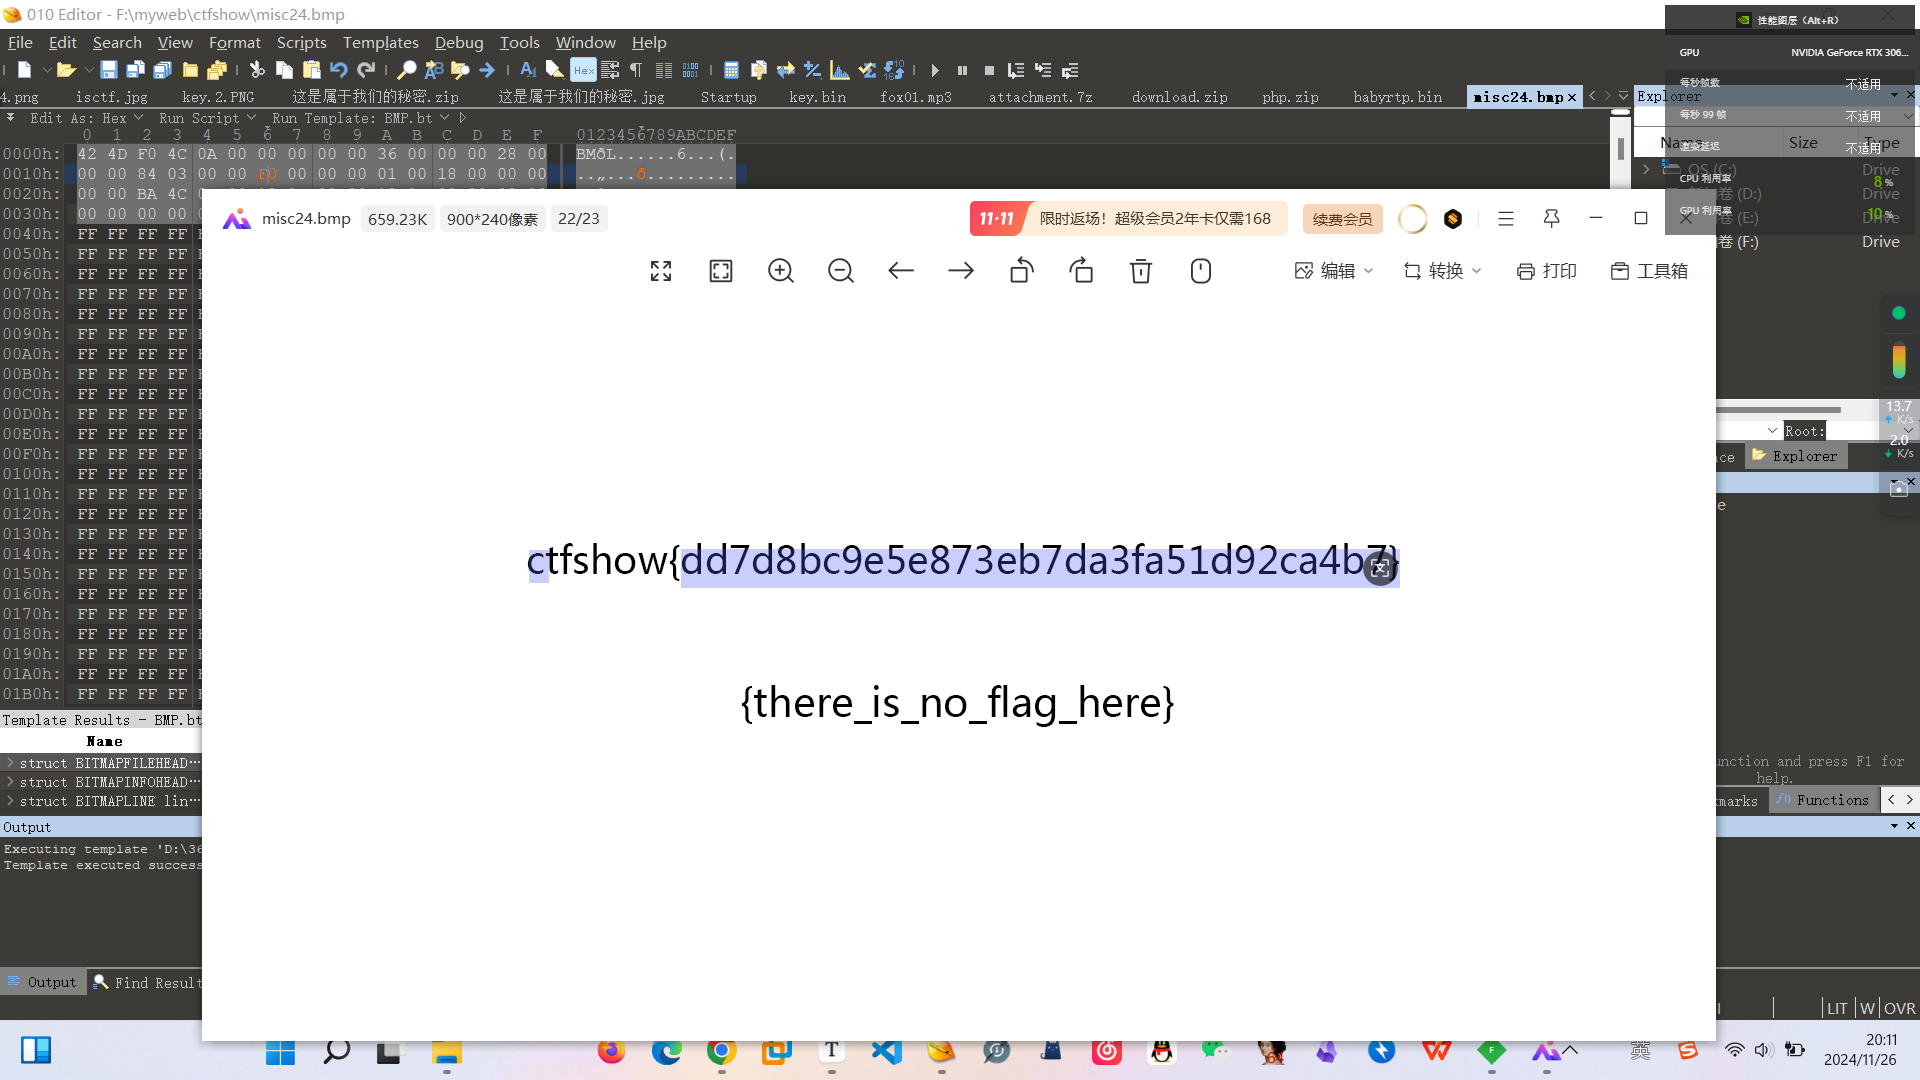 010 Editor - F:\myweb\ctfshow\misc24.bmp
File Edit Search View Format Scripts Templates Debug Tools Window Help
4.png isctf.jpg key.2.PNG 这是属于我们的秘密.zip 这是属于我们的秘密.jpg Startup key.bin fox01.mp3 attachment.7z download.zip php.zip babyrtp.bin misc24.bmp
Edit As: Hex Run Script Run Template: BMP.bt
0 1 2 3 4 5 6 7 8 9 A B C D E F 0123456789ABCDEF
0000h: 42 4D F0 4C 0A 00 00 00 00 00 36 00 00 00 28 00 BMðL......6...(.
0010h: 00 00 84 03 00 00 F0 00 00 00 01 00 18 00 00 00 ..„...ð.........
0020h: 00 00 BA 4C
0030h: 00 00 00 00
0040h: FF FF FF FF
0050h: FF FF FF FF
0060h: FF FF FF FF
0070h: FF FF FF FF
0080h: FF FF FF FF
0090h: FF FF FF FF
00A0h: FF FF FF FF
00B0h: FF FF FF FF
00C0h: FF FF FF FF
00D0h: FF FF FF FF
00E0h: FF FF FF FF
00F0h: FF FF FF FF
0100h: FF FF FF FF
0110h: FF FF FF FF
0120h: FF FF FF FF
0130h: FF FF FF FF
0140h: FF FF FF FF
0150h: FF FF FF FF
0160h: FF FF FF FF
0170h: FF FF FF FF
0180h: FF FF FF FF
0190h: FF FF FF FF
01A0h: FF FF FF FF
01B0h: FF FF FF FF
Template Results - BMP.bt
Name
struct BITMAPFILEHEAD…
struct BITMAPINFOHEAD…
struct BITMAPLINE lin…
Output
Executing template 'D:\36
Template executed success
Output Find Result
misc24.bmp 659.23K 900*240像素 22/23
11·11 限时返场！超级会员2年卡仅需168 续费会员
编辑 转换 打印 工具箱
ctfshow{dd7d8bc9e5e873eb7da3fa51d92ca4b7}
{there_is_no_flag_here}
性能图层（Alt+R）
GPU NVIDIA GeForce RTX 306...
每秒帧数 不适用
每秒 99 帧 不适用
渲染延迟 不适用
CPU 利用率 8 %
GPU 利用率 10 %
Explorer
Name Size Type
OS (C:) Drive
(D:) Drive
卷 (E:) Drive
卷 (F:) Drive
13.7
K/s
2.0
K/s
Root:
ce Explorer
e
unction and press F1 for
help.
kmarks Functions
LIT W OVR
英
20:11
2024/11/26